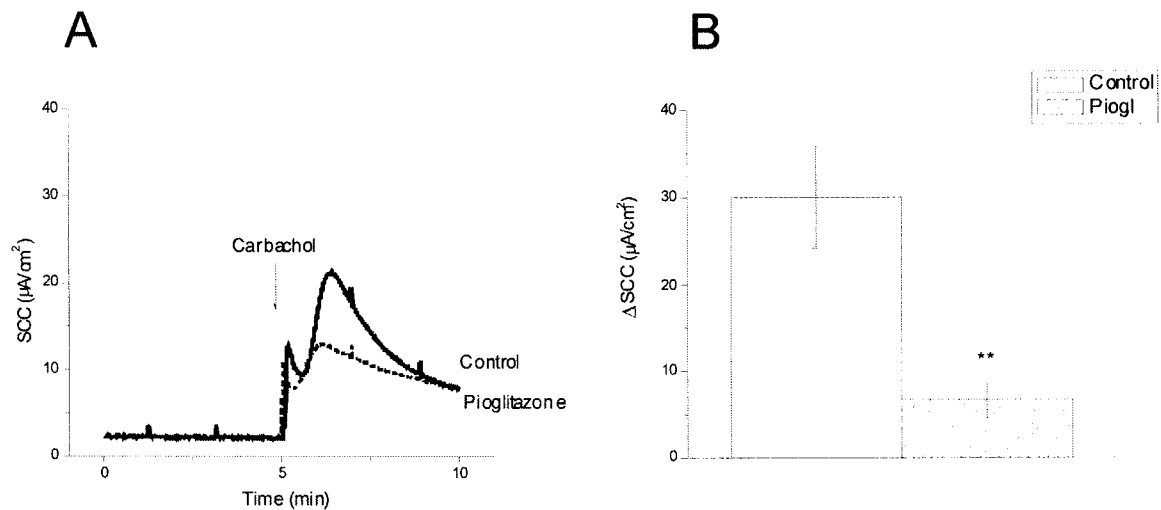 A
40
30
20
10
0
SCC (µA/cm²)
Carbachol
Control
Pioglitazone
0 5 10
Time (min)
B
Control
Piogl
40
30
20
10
0
ΔSCC (µA/cm²)
**